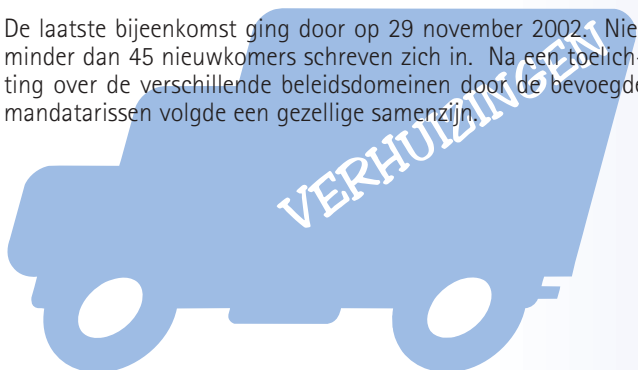 De laatste bijeenkomst ging door op 29 november 2002. Nie
minder dan 45 nieuwkomers schreven zich in. Na een toelich-
ting over de verschillende beleidsdomeinen door de bevoegde
mandatarissen volgde een gezellige samenzijn.
VERHUIZINGEN